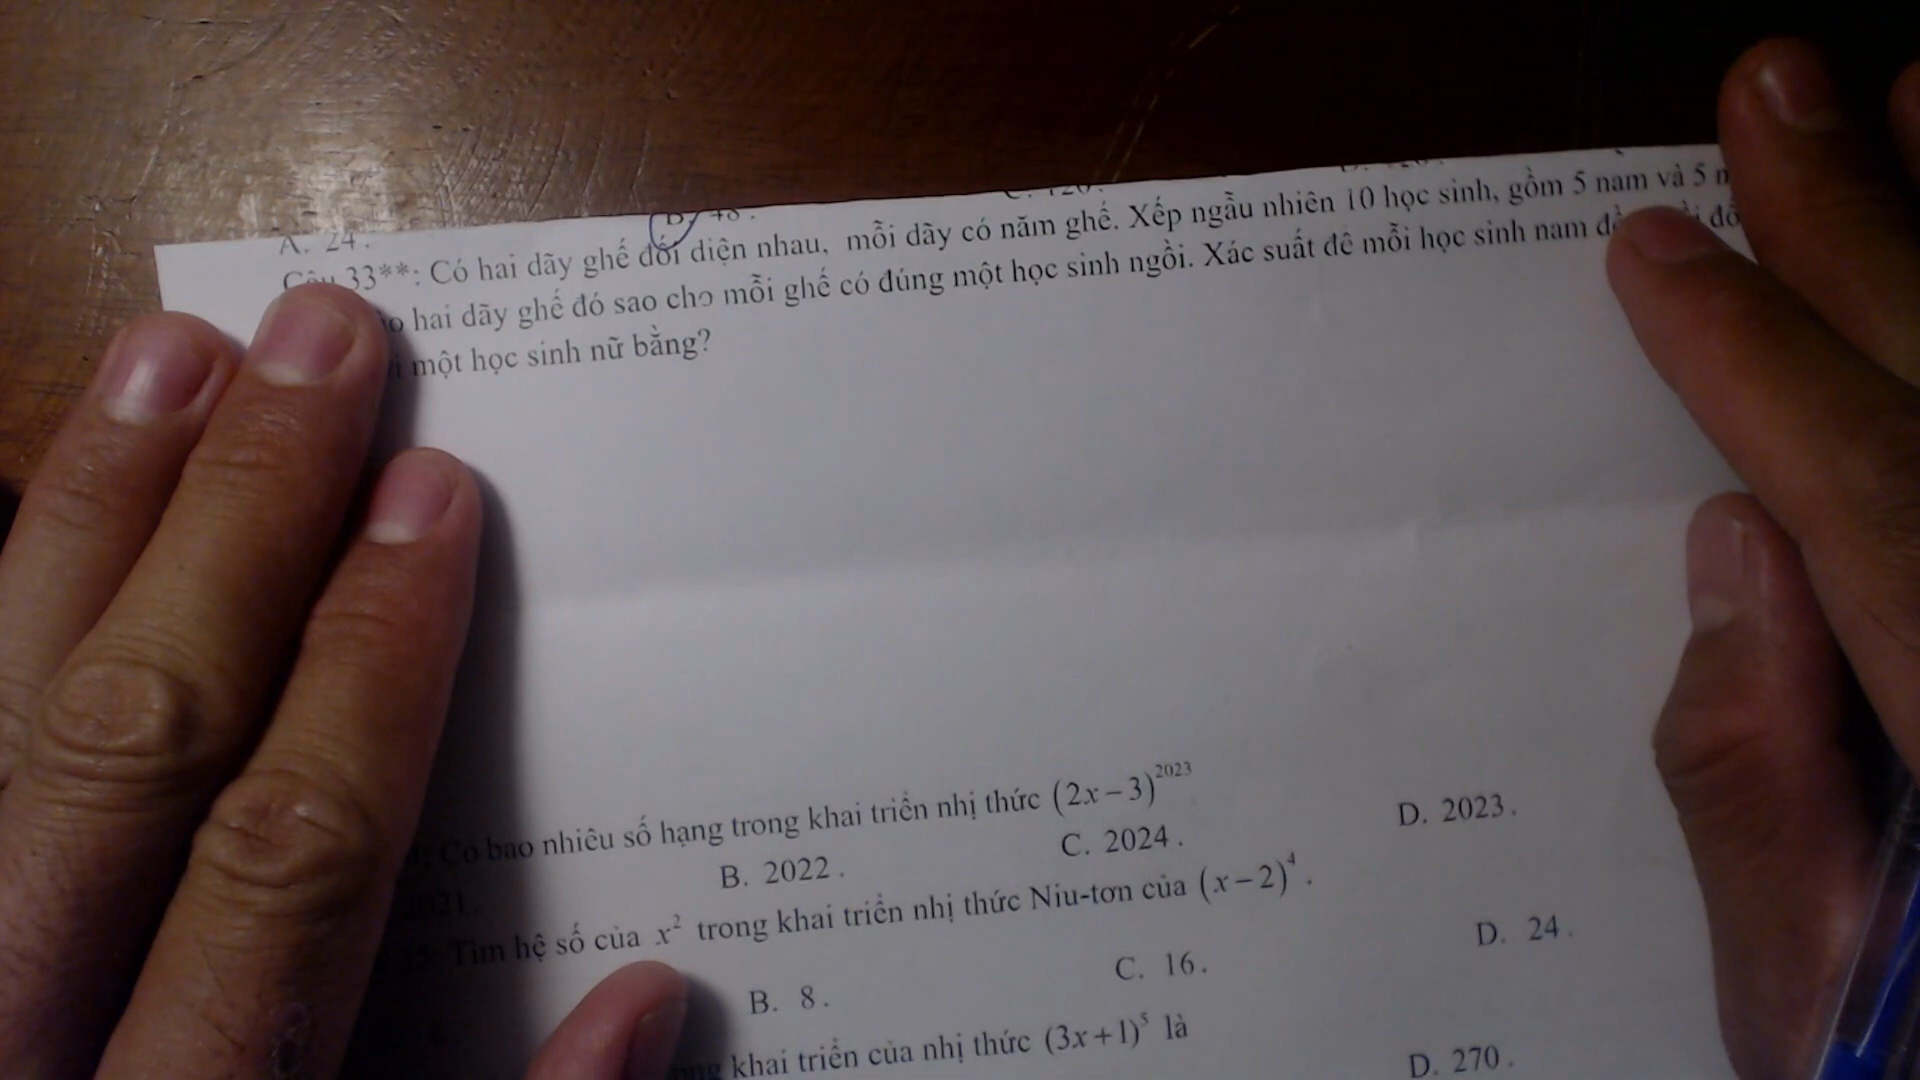 A. 24.
Câu 33**: Có hai dãy ghế đối diện nhau, mỗi dãy có năm ghế. Xếp ngẫu nhiên 10 học sinh, gồm 5 nam và 5
hai dãy ghế đó sao cho mỗi ghế có đúng một học sinh ngồi. Xác suất để mỗi học sinh nam
một học sinh nữ bằng?
Có bao nhiêu số hạng trong khai triển nhị thức (2x-3)^2023
2021. B. 2022. C. 2024. D. 2023.
Tìm hệ số của x^2 trong khai triển nhị thức Niu-tơn của (x-2)^4.
B. 8. C. 16. D. 24.
khai triển của nhị thức (3x+1)^5 là
D. 270.